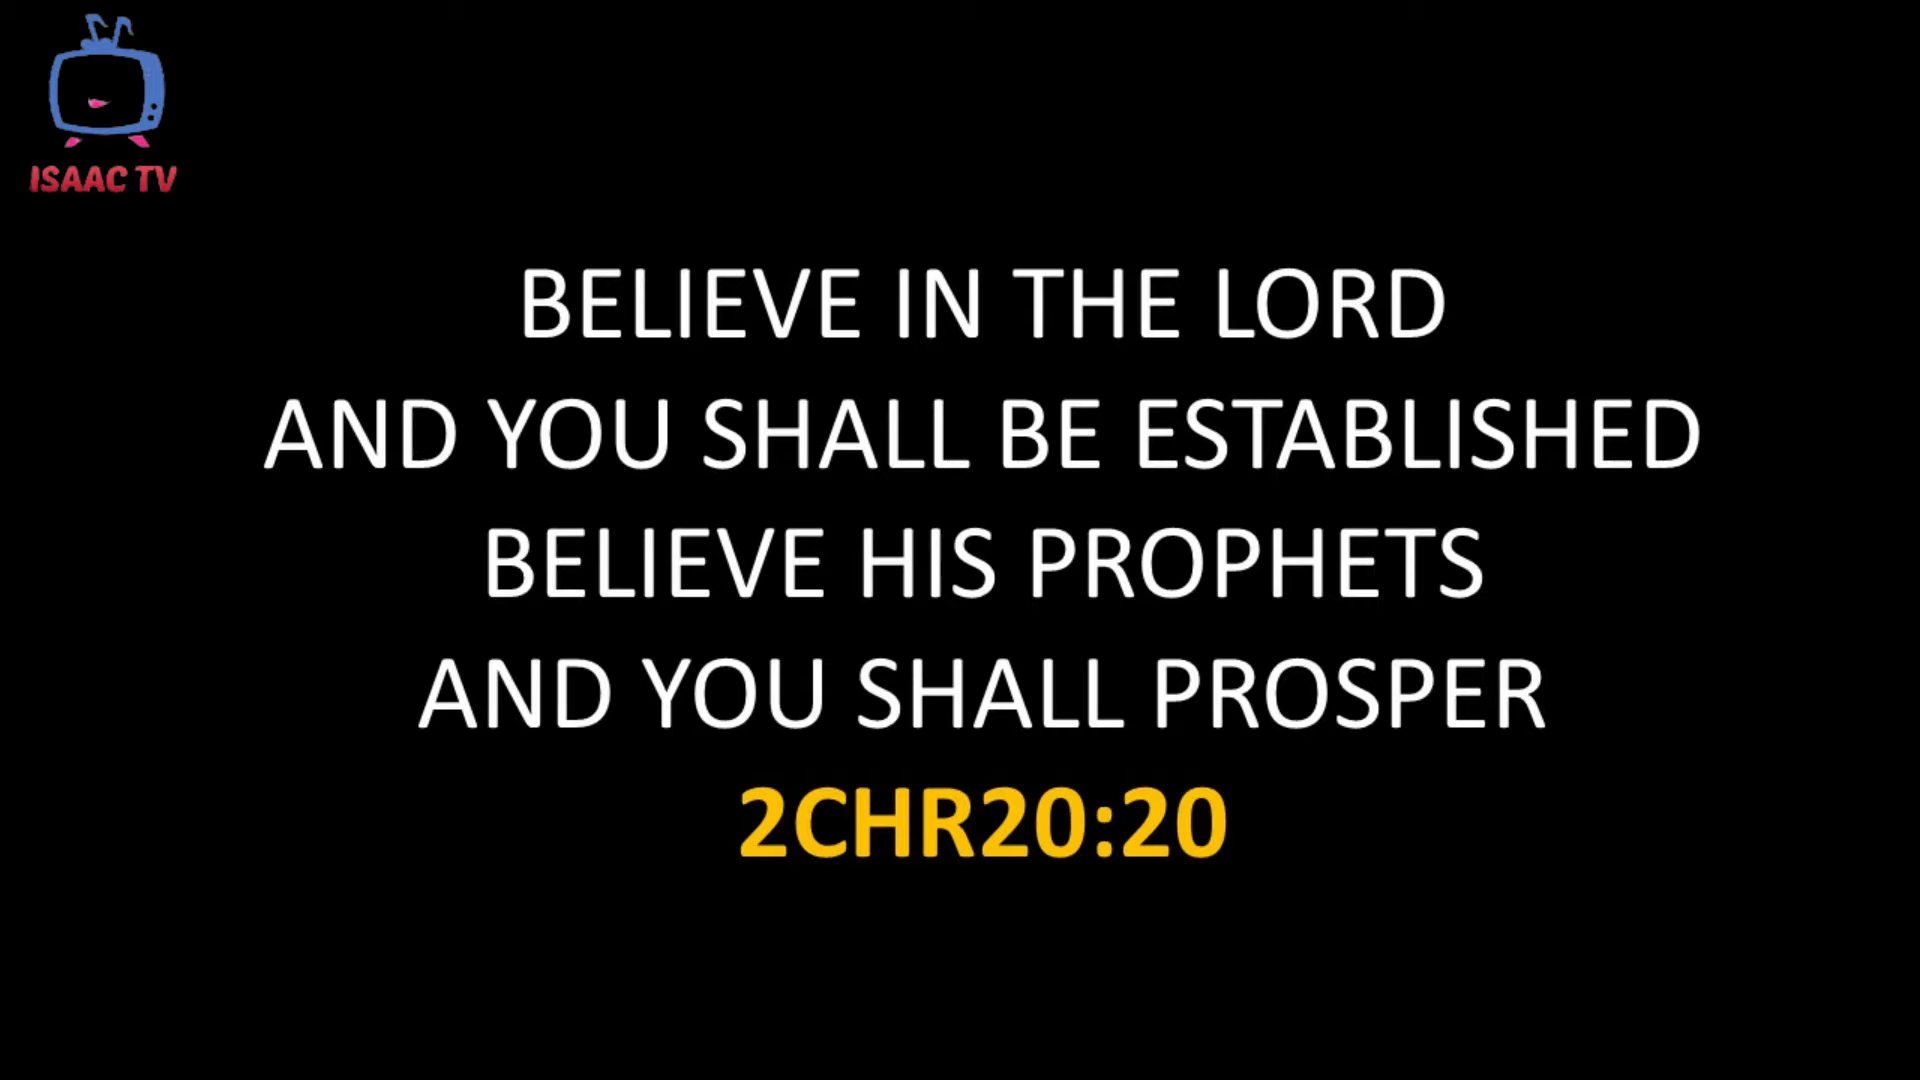 ISAAC TV
BELIEVE IN THE LORD
AND YOU SHALL BE ESTABLISHED
BELIEVE HIS PROPHETS
AND YOU SHALL PROSPER
2CHR20:20